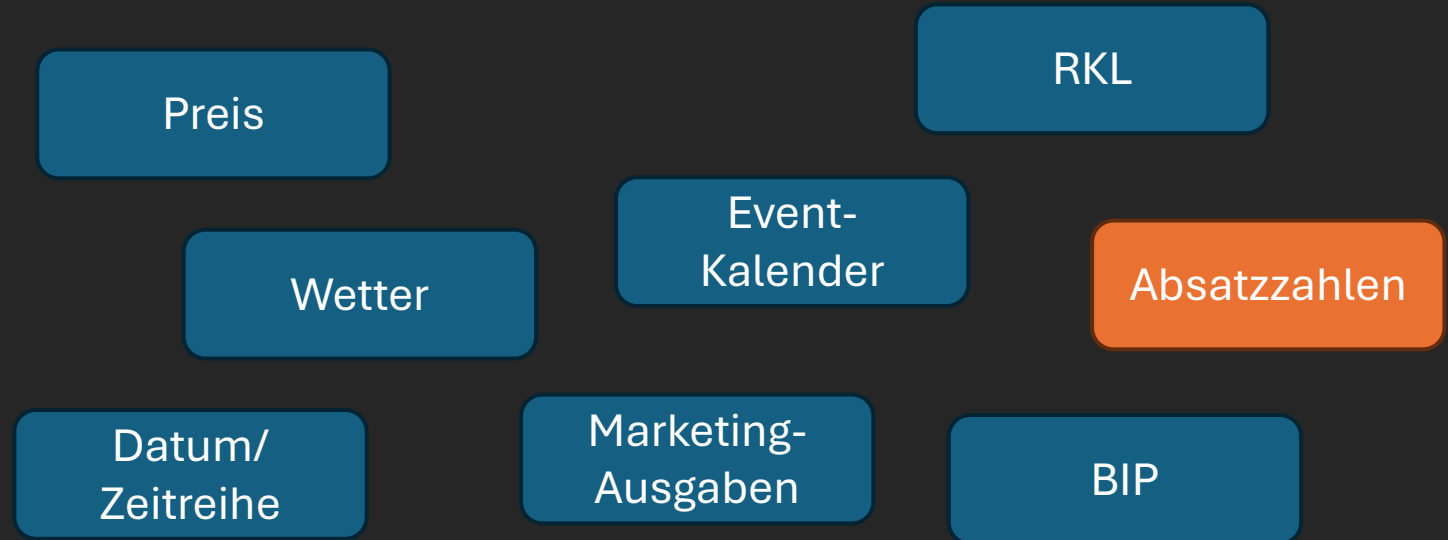 RKL
Preis
Event-
Kalender
Absatzzahlen
Wetter
Marketing-
Ausgaben
Datum/
Zeitreihe
BIP